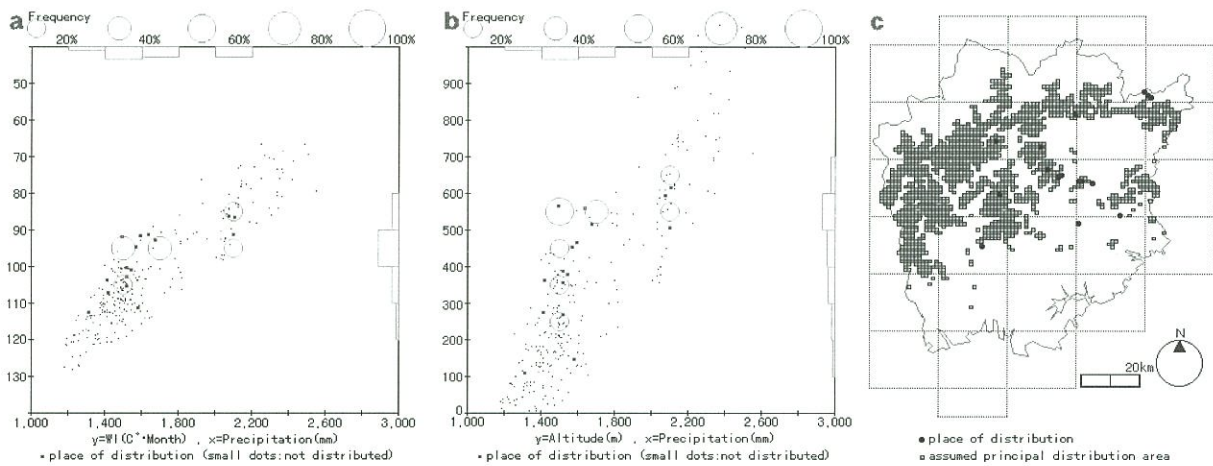 a Frequency
20% 40% 60% 80% 100%
50
60
70
80
90
100
110
120
130
1,000 1,400 1,800 2,200 2,600 3,000
y=WI(C°·Month) , x=Precipitation(mm)
▪ place of distribution (small dots:not distributed)
b Frequency
20% 40% 60% 80% 100%
900
800
700
600
500
400
300
200
100
0
1,000 1,400 1,800 2,200 2,600 3,000
y=Altitude(m) , x=Precipitation(mm)
▪ place of distribution (small dots:not distributed)
c
N
20km
● place of distribution
▫ assumed principal distribution area